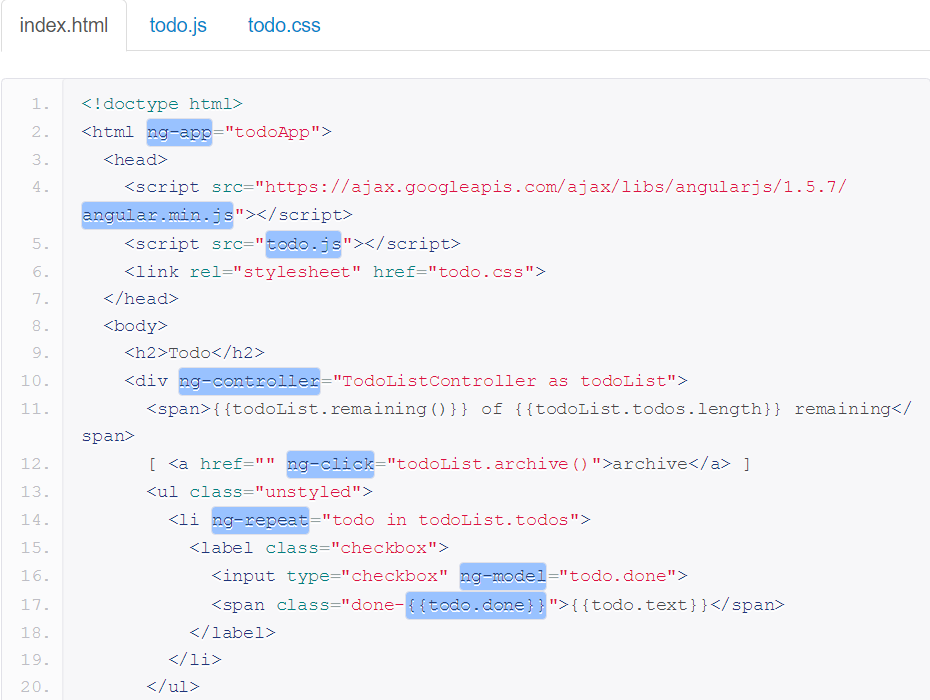 index.html todo.js todo.css
1. <!doctype html>
2. <html ng-app="todoApp">
3. <head>
4. <script src="https://ajax.googleapis.com/ajax/libs/angularjs/1.5.7/
angular.min.js"></script>
5. <script src="todo.js"></script>
6. <link rel="stylesheet" href="todo.css">
7. </head>
8. <body>
9. <h2>Todo</h2>
10. <div ng-controller="TodoListController as todoList">
11. <span>{{todoList.remaining()}} of {{todoList.todos.length}} remaining</
span>
12. [ <a href="" ng-click="todoList.archive()">archive</a> ]
13. <ul class="unstyled">
14. <li ng-repeat="todo in todoList.todos">
15. <label class="checkbox">
16. <input type="checkbox" ng-model="todo.done">
17. <span class="done-{{todo.done}}">{{todo.text}}</span>
18. </label>
19. </li>
20. </ul>